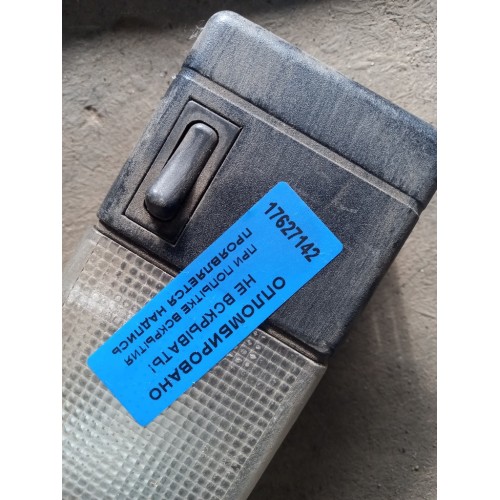 17627142
ОПЛОМБИРОВАНО
НЕ ВСКРЫВАТЬ!
ПРИ ПОПЫТКЕ ВСКРЫТИЯ
ПРОЯВЛЯЕТСЯ НАДПИСЬ